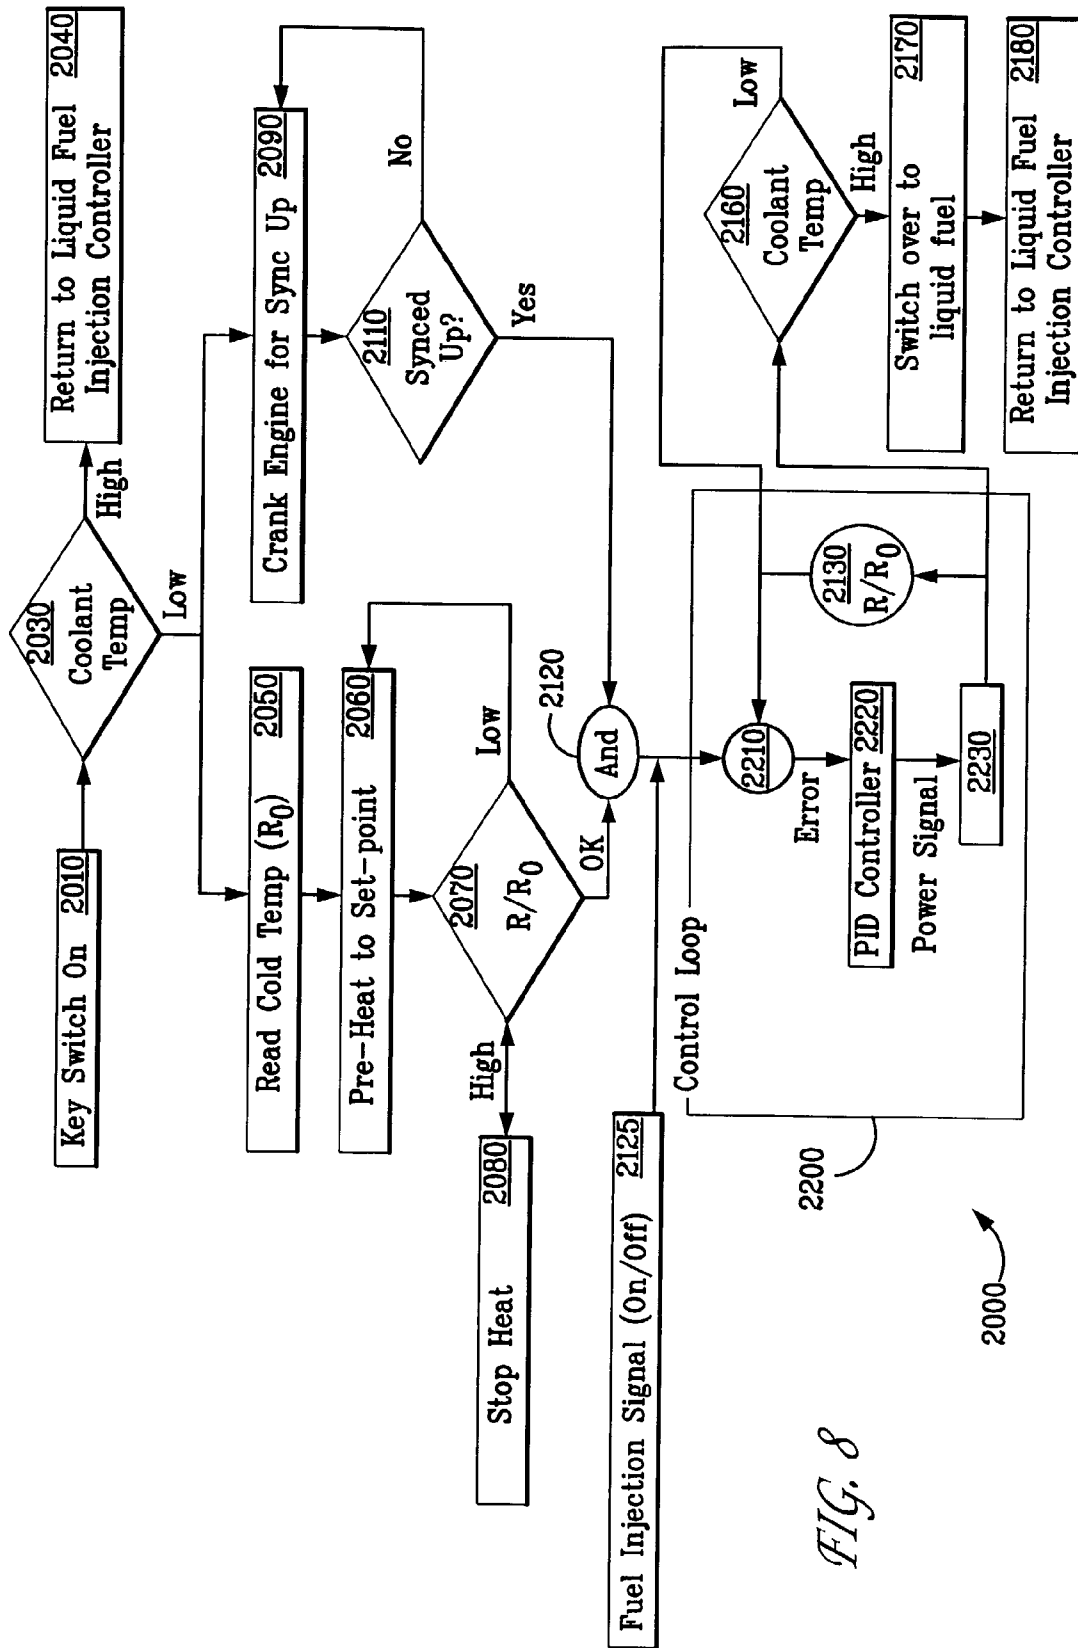 Key Switch On 2010
2030
Coolant
Temp
High
Return to Liquid Fuel 2040
Injection Controller
Low
Read Cold Temp (R0) 2050
Pre-Heat to Set-point 2060
2070
R/R0
Low
High
Stop Heat 2080
OK
Crank Engine for Sync Up 2090
2110
Synced
Up?
No
Yes
And
2120
Fuel Injection Signal (On/Off) 2125
Control Loop
2210
Error
PID Controller 2220
Power Signal
2230
2130
R/R0
2200
2160
Coolant
Temp
Low
High
Switch over to 2170
liquid fuel
Return to Liquid Fuel 2180
Injection Controller
2000
FIG. 8